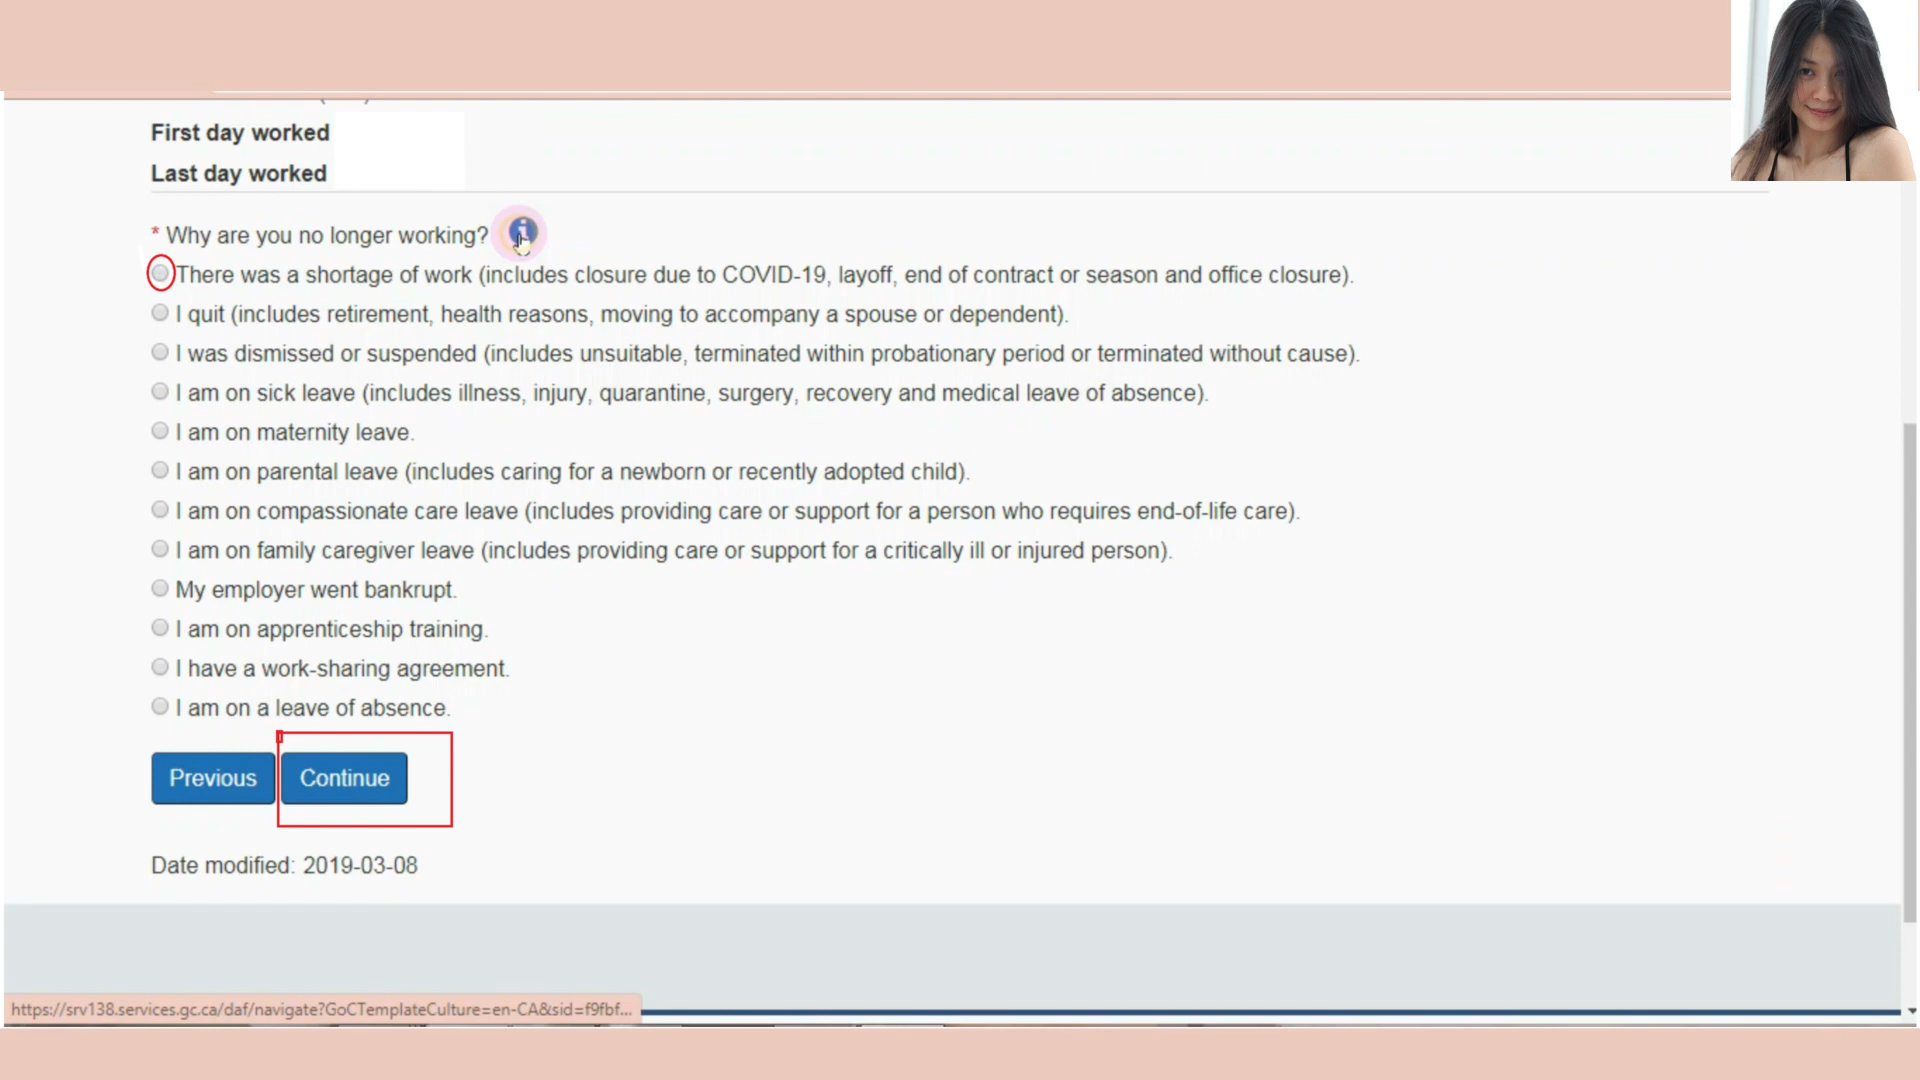 First day worked
Last day worked
* Why are you no longer working? i
There was a shortage of work (includes closure due to COVID-19, layoff, end of contract or season and office closure).
I quit (includes retirement, health reasons, moving to accompany a spouse or dependent).
I was dismissed or suspended (includes unsuitable, terminated within probationary period or terminated without cause).
I am on sick leave (includes illness, injury, quarantine, surgery, recovery and medical leave of absence).
I am on maternity leave.
I am on parental leave (includes caring for a newborn or recently adopted child).
I am on compassionate care leave (includes providing care or support for a person who requires end-of-life care).
I am on family caregiver leave (includes providing care or support for a critically ill or injured person).
My employer went bankrupt.
I am on apprenticeship training.
I have a work-sharing agreement.
I am on a leave of absence.
Previous Continue
Date modified: 2019-03-08
https://srv138.services.gc.ca/daf/navigate?GoCTemplateCulture=en-CA&sid=f9fbf...